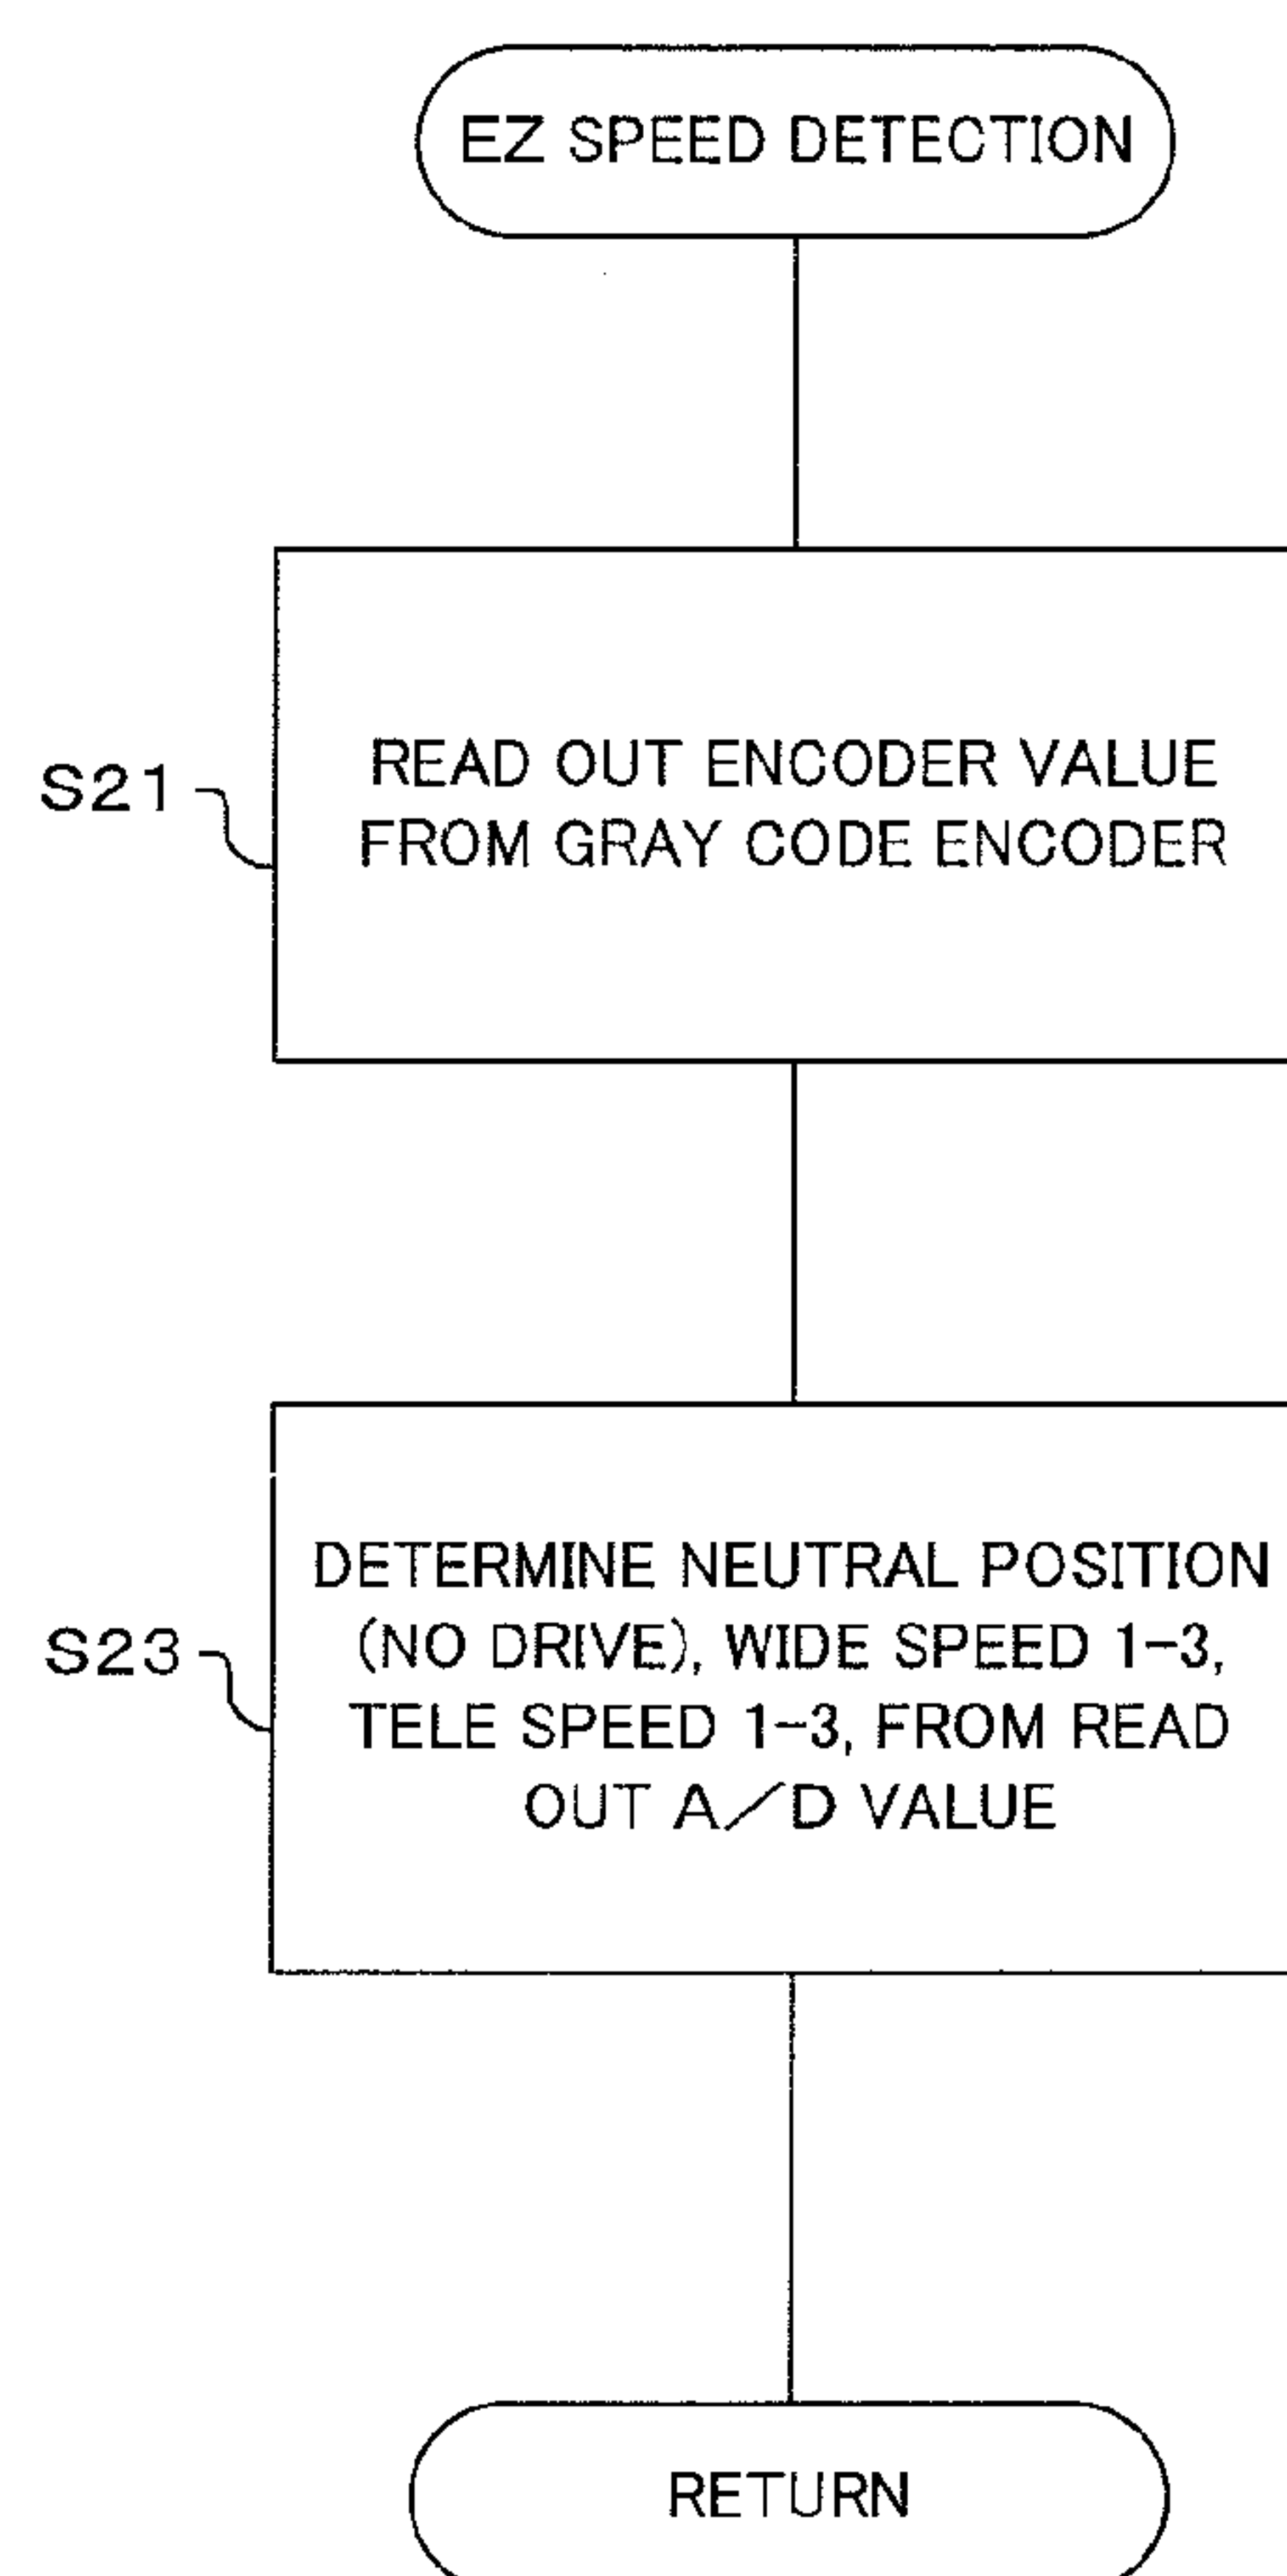 EZ SPEED DETECTION
S21
READ OUT ENCODER VALUE
FROM GRAY CODE ENCODER
S23
DETERMINE NEUTRAL POSITION
(NO DRIVE), WIDE SPEED 1-3,
TELE SPEED 1-3, FROM READ
OUT A/D VALUE
RETURN